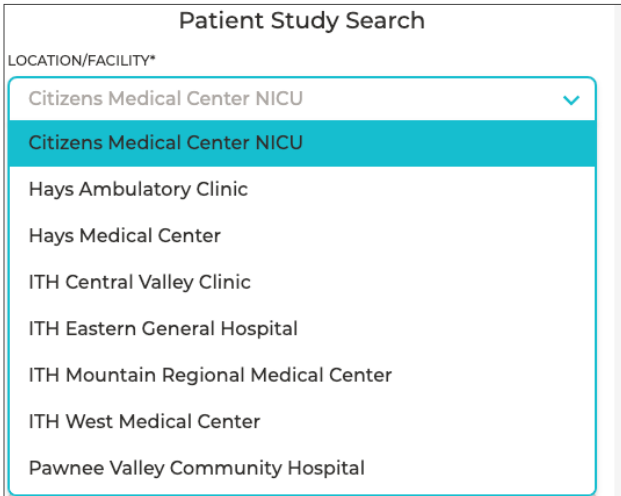 Patient Study Search
LOCATION/FACILITY*
Citizens Medical Center NICU
Citizens Medical Center NICU
Hays Ambulatory Clinic
Hays Medical Center
ITH Central Valley Clinic
ITH Eastern General Hospital
ITH Mountain Regional Medical Center
ITH West Medical Center
Pawnee Valley Community Hospital